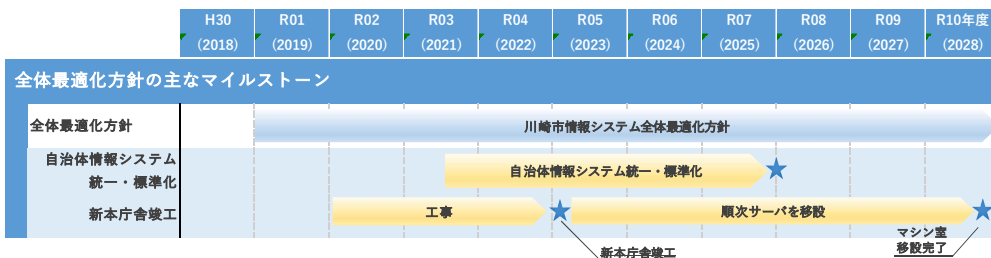 H30 R01 R02 R03 R04 R05 R06 R07 R08 R09 R10年度
(2018) (2019) (2020) (2021) (2022) (2023) (2024) (2025) (2026) (2027) (2028)
全体最適化方針の主なマイルストーン
全体最適化方針
川崎市情報システム全体最適化方針
自治体情報システム
統一・標準化
自治体情報システム統一・標準化
新本庁舎竣工
工事
順次サーバを移設
新本庁舎竣工
マシン室
移設完了